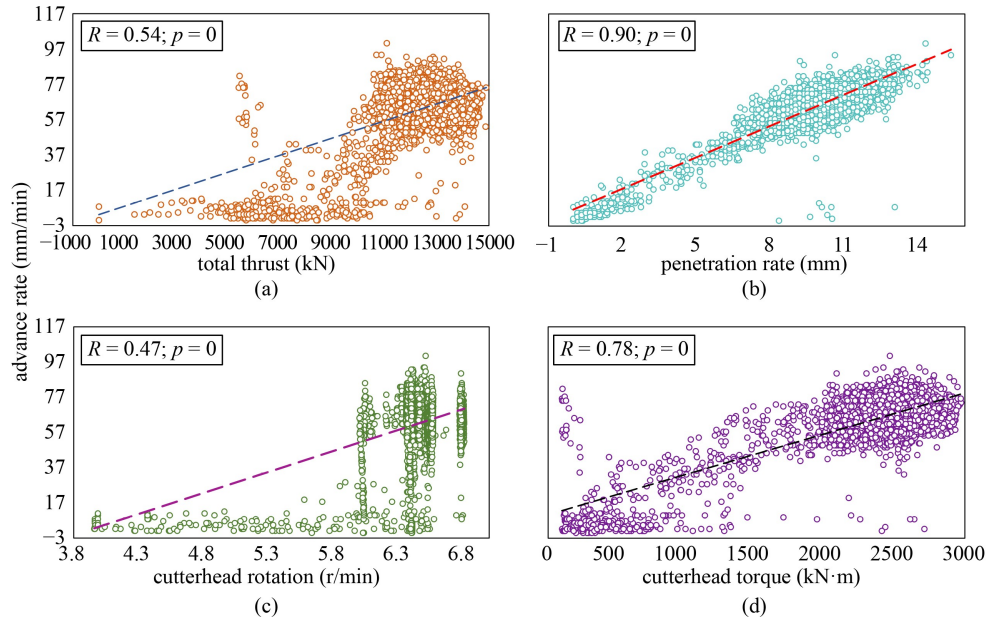 117
97
77
57
37
17
−3
R = 0.54; p = 0
−1000 1000 3000 5000 7000 9000 11000 13000 15000
total thrust (kN)
(a)
R = 0.90; p = 0
−1 2 5 8 11 14
penetration rate (mm)
(b)
advance rate (mm/min)
117
97
77
57
37
17
−3
R = 0.47; p = 0
3.8 4.3 4.8 5.3 5.8 6.3 6.8
cutterhead rotation (r/min)
(c)
R = 0.78; p = 0
0 500 1000 1500 2000 2500 3000
cutterhead torque (kN·m)
(d)